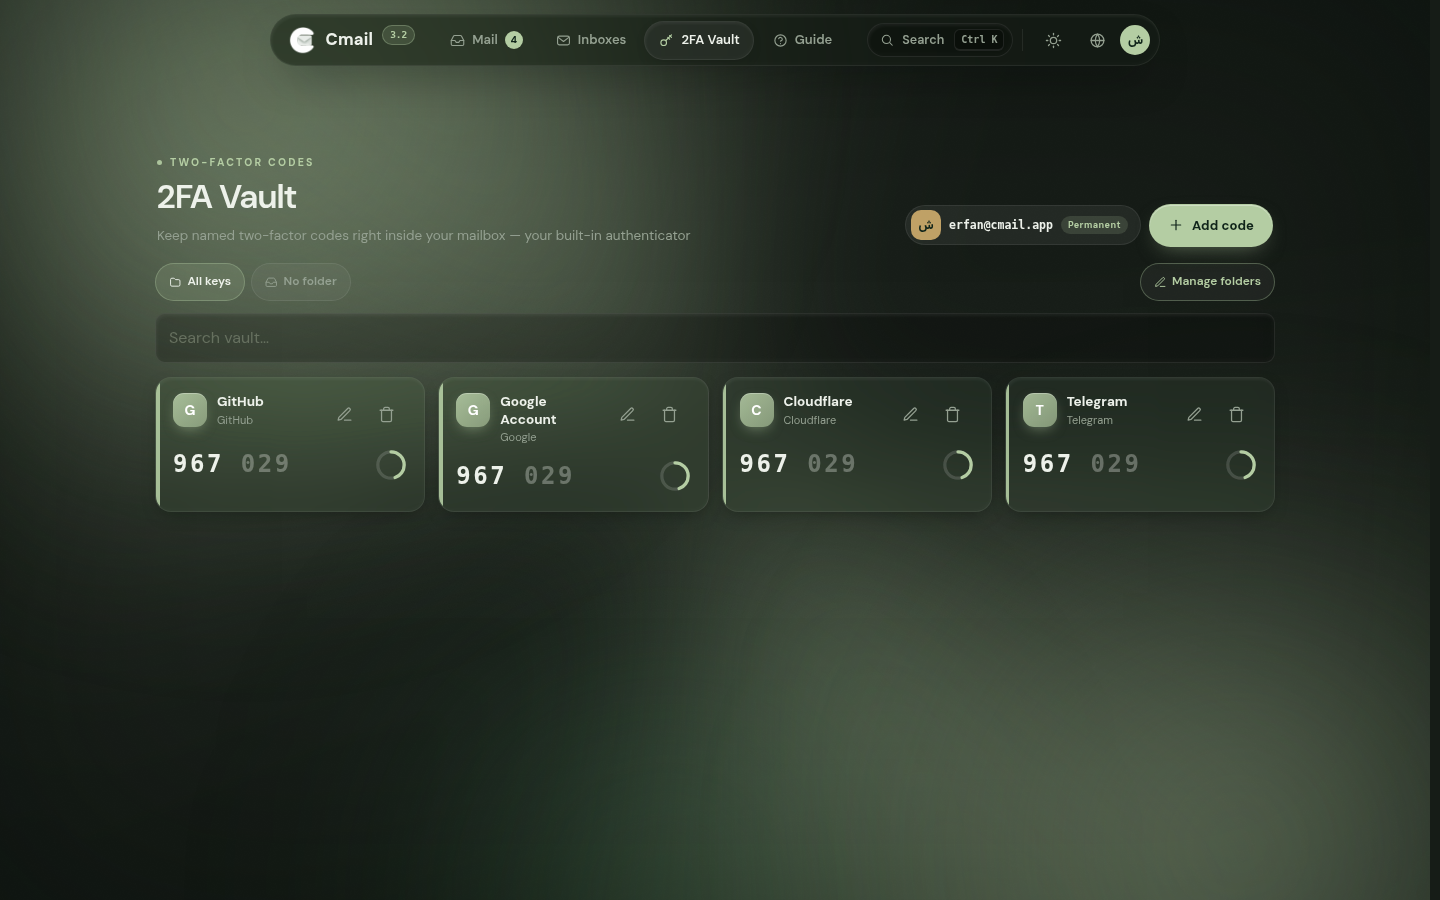 Cmail 3.2 Mail 4 Inboxes 2FA Vault Guide Search Ctrl K ش
TWO-FACTOR CODES
2FA Vault
Keep named two-factor codes right inside your mailbox — your built-in authenticator
ش erfan@cmail.app Permanent Add code
All keys No folder Manage folders
Search vault...
G GitHub
GitHub
967 029
G Google
Account
Google
967 029
C Cloudflare
Cloudflare
967 029
T Telegram
Telegram
967 029